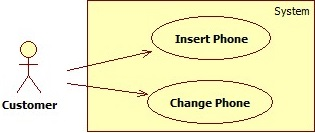 System
Insert Phone
Customer
Change Phone